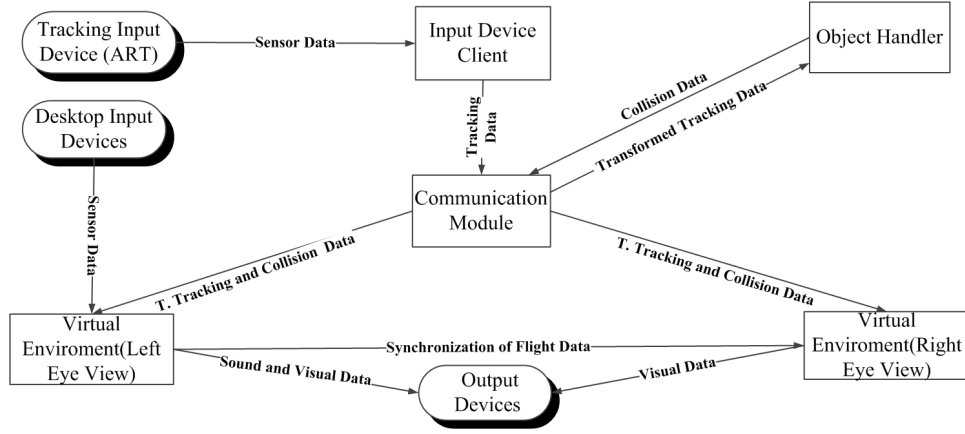 Tracking Input
Device (ART)
Sensor Data
Input Device
Client
Object Handler
Collision Data
Transformed Tracking Data
Desktop Input
Devices
Tracking
Data
Sensor Data
Communication
Module
T. Tracking and Collision Data
T. Tracking and Collision Data
Virtual
Enviroment(Left
Eye View)
Synchronization of Flight Data
Sound and Visual Data
Output
Devices
Visual Data
Virtual
Enviroment(Right
Eye View)